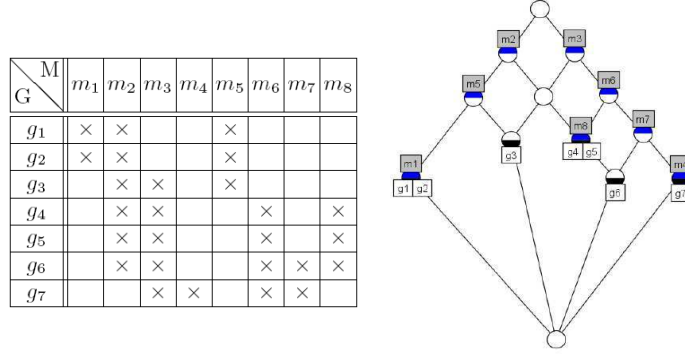 M
G
m1 m2 m3 m4 m5 m6 m7 m8
g1 × × ×
g2 × × ×
g3 × × ×
g4 × × × ×
g5 × × × ×
g6 × × × × ×
g7 × × × ×
m2 m3
m5 m6
m8 m7
g3 g4 g5
m1 m4
g1 g2 g6 g7